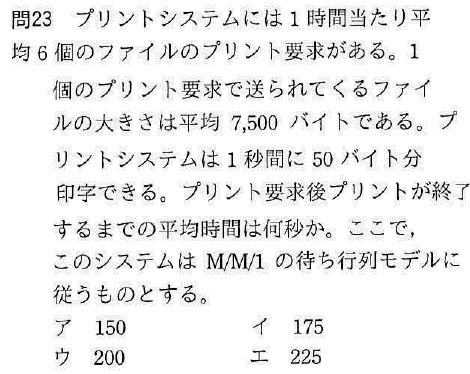 問23　プリントシステムには1時間当たり平
均6個のファイルのプリント要求がある。1
個のプリント要求で送られてくるファイ
ルの大きさは平均 7,500 バイトである。プ
リントシステムは1秒間に 50 バイト分
印字できる。プリント要求後プリントが終了
するまでの平均時間は何秒か。ここで,
このシステムは M/M/1 の待ち行列モデルに
従うものとする。
ア　150　　　イ　175
ウ　200　　　エ　225